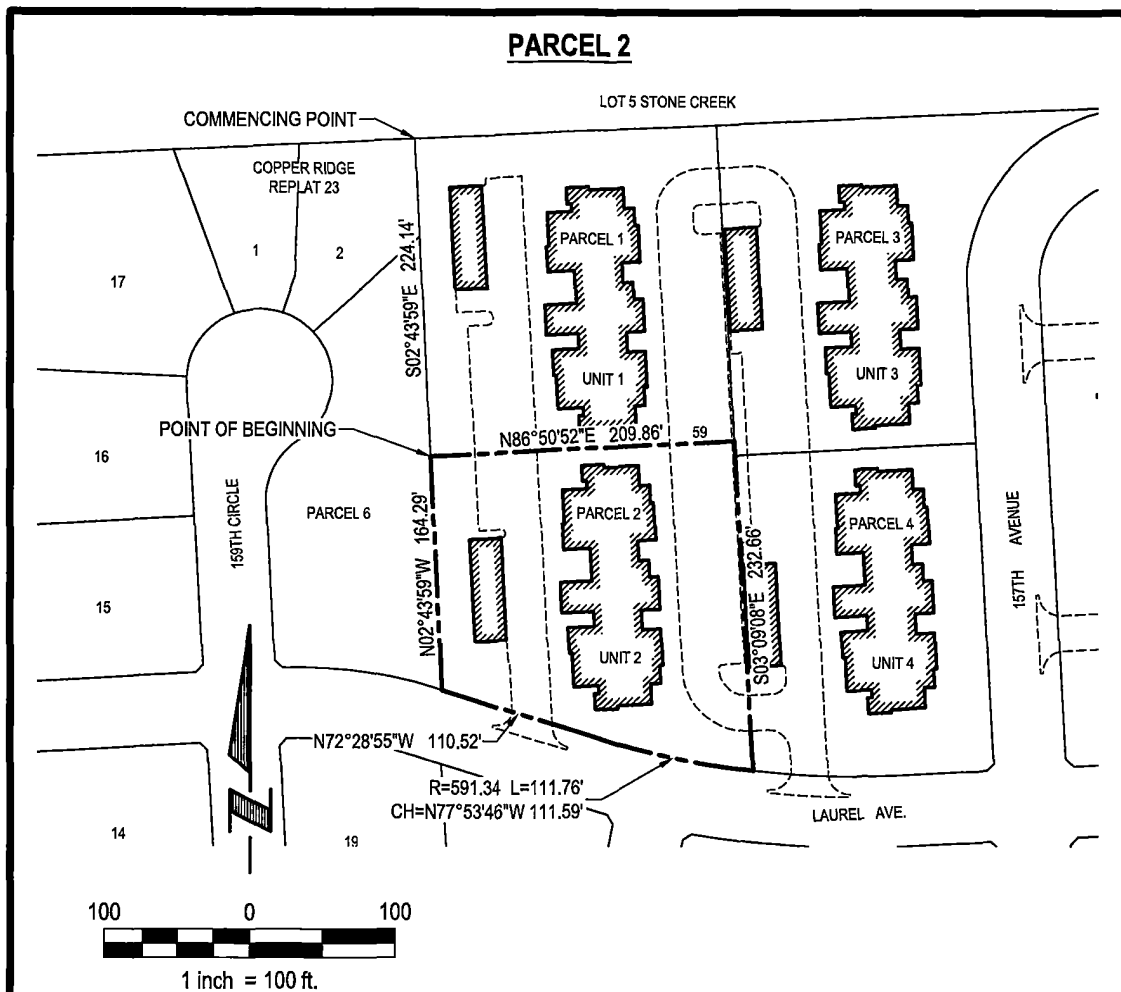 PARCEL 2
LOT 5 STONE CREEK
COMMENCING POINT
COPPER RIDGE
REPLAT 23
1
2
17
S02°43'59"E 224.14'
PARCEL 1
UNIT 1
PARCEL 3
UNIT 3
POINT OF BEGINNING
N86°50'52"E 209.86'
59
16
159TH CIRCLE
PARCEL 6
N02°43'59"W 164.29'
PARCEL 2
UNIT 2
S03°09'08"E 232.66'
PARCEL 4
UNIT 4
157TH AVENUE
15
N72°28'55"W 110.52'
R=591.34 L=111.76'
CH=N77°53'46"W 111.59'
LAUREL AVE.
14
19
100 0 100
1 inch = 100 ft.